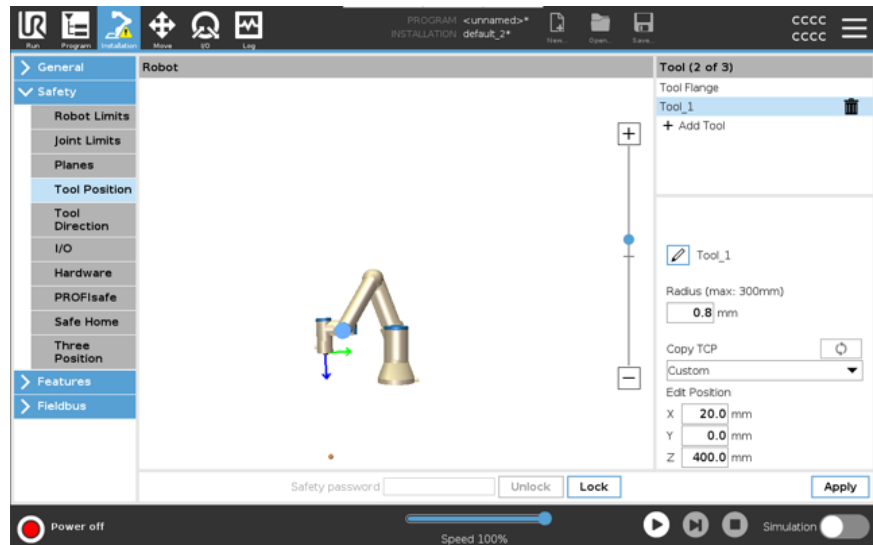 PROGRAM <unnamed>*
INSTALLATION default_2*
New... Open... Save...
CCCC
CCCC
Run Program Installation Move I/O Log
General
Safety
Robot Limits
Joint Limits
Planes
Tool Position
Tool
Direction
I/O
Hardware
PROFIsafe
Safe Home
Three
Position
Features
Fieldbus
Robot
Tool (2 of 3)
Tool Flange
Tool_1
Add Tool
Tool_1
Radius (max: 300mm)
0.8 mm
Copy TCP
Custom
Edit Position
X 20.0 mm
Y 0.0 mm
Z 400.0 mm
Safety password Unlock Lock Apply
Power off
Speed 100%
Simulation